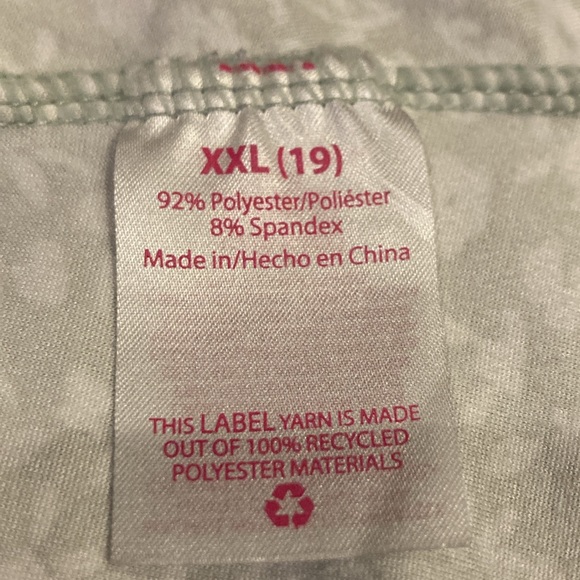 XXL (19)
92% Polyester/Poliéster
8% Spandex
Made in/Hecho en China
THIS LABEL YARN IS MADE
OUT OF 100% RECYCLED
POLYESTER MATERIALS